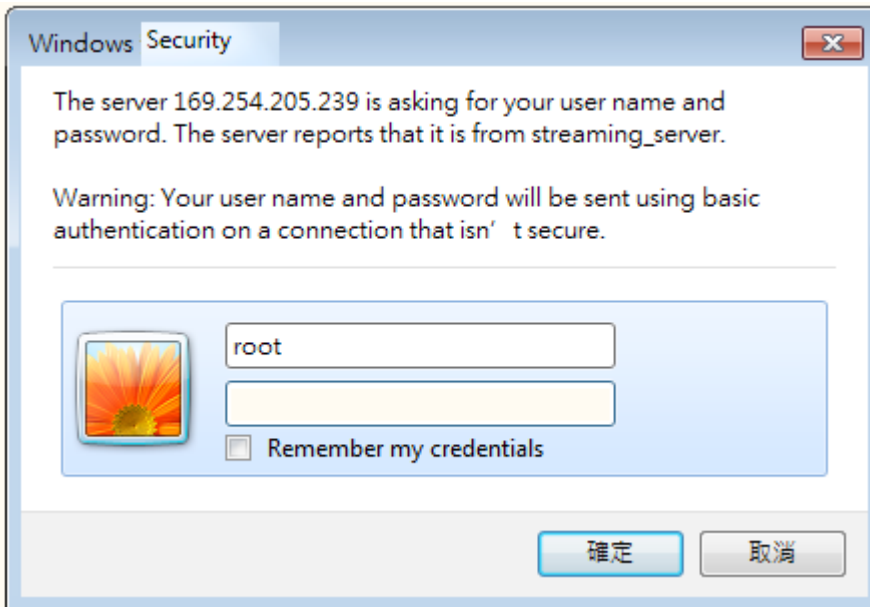 Windows Security
The server 169.254.205.239 is asking for your user name and
password. The server reports that it is from streaming_server.
Warning: Your user name and password will be sent using basic
authentication on a connection that isn’t secure.
root
Remember my credentials
確定 取消